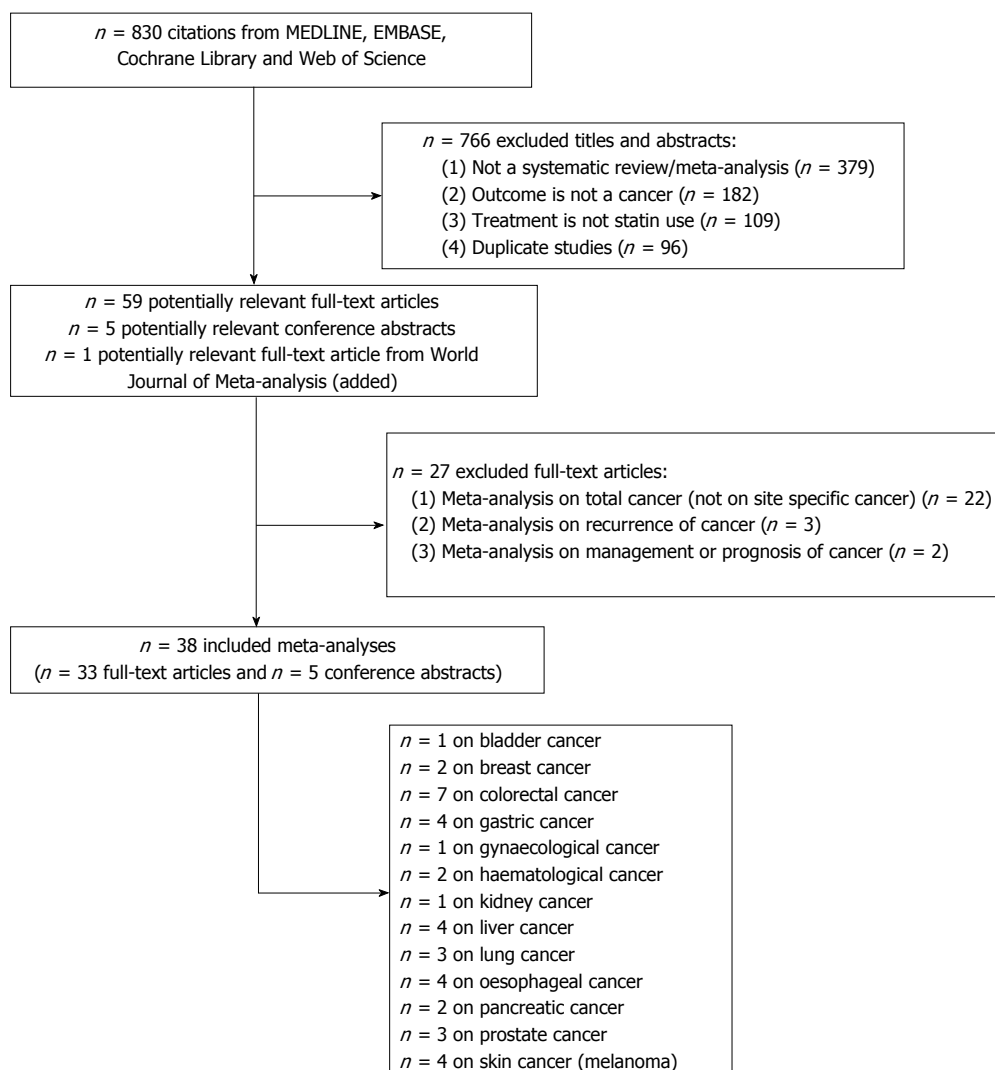 n = 830 citations from MEDLINE, EMBASE,
Cochrane Library and Web of Science
n = 766 excluded titles and abstracts:
(1) Not a systematic review/meta-analysis (n = 379)
(2) Outcome is not a cancer (n = 182)
(3) Treatment is not statin use (n = 109)
(4) Duplicate studies (n = 96)
n = 59 potentially relevant full-text articles
n = 5 potentially relevant conference abstracts
n = 1 potentially relevant full-text article from World
Journal of Meta-analysis (added)
n = 27 excluded full-text articles:
(1) Meta-analysis on total cancer (not on site specific cancer) (n = 22)
(2) Meta-analysis on recurrence of cancer (n = 3)
(3) Meta-analysis on management or prognosis of cancer (n = 2)
n = 38 included meta-analyses
(n = 33 full-text articles and n = 5 conference abstracts)
n = 1 on bladder cancer
n = 2 on breast cancer
n = 7 on colorectal cancer
n = 4 on gastric cancer
n = 1 on gynaecological cancer
n = 2 on haematological cancer
n = 1 on kidney cancer
n = 4 on liver cancer
n = 3 on lung cancer
n = 4 on oesophageal cancer
n = 2 on pancreatic cancer
n = 3 on prostate cancer
n = 4 on skin cancer (melanoma)